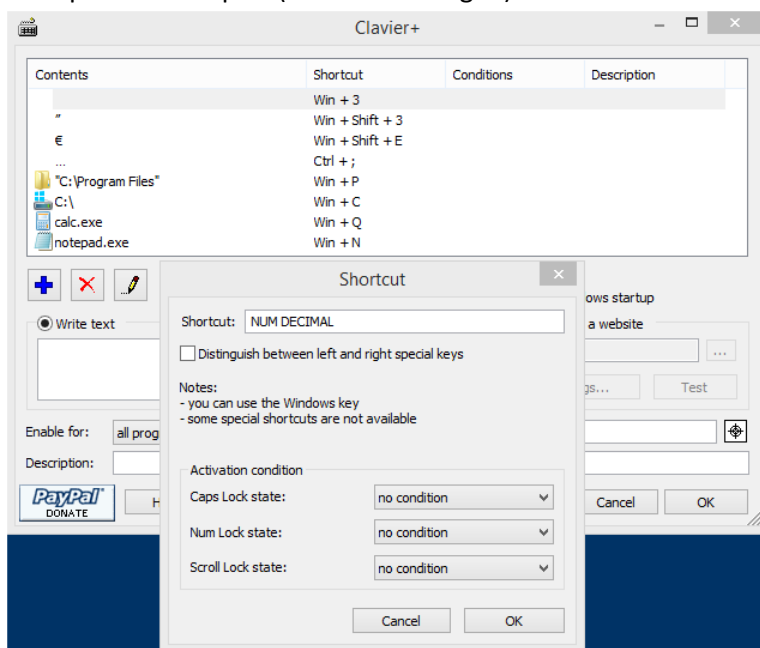 Clavier+
Contents Shortcut Conditions Description
Win + 3
" Win + Shift + 3
€ Win + Shift + E
... Ctrl + ;
"C:\Program Files" Win + P
C:\ Win + C
calc.exe Win + Q
notepad.exe Win + N
Shortcut
ows startup
Write text a website
Shortcut: NUM DECIMAL
...
Distinguish between left and right special keys
Notes:
gs... Test
- you can use the Windows key
- some special shortcuts are not available
Enable for: all prog
Description:
Activation condition
PayPal
DONATE
H
Caps Lock state: no condition
Cancel OK
Num Lock state: no condition
Scroll Lock state: no condition
Cancel OK